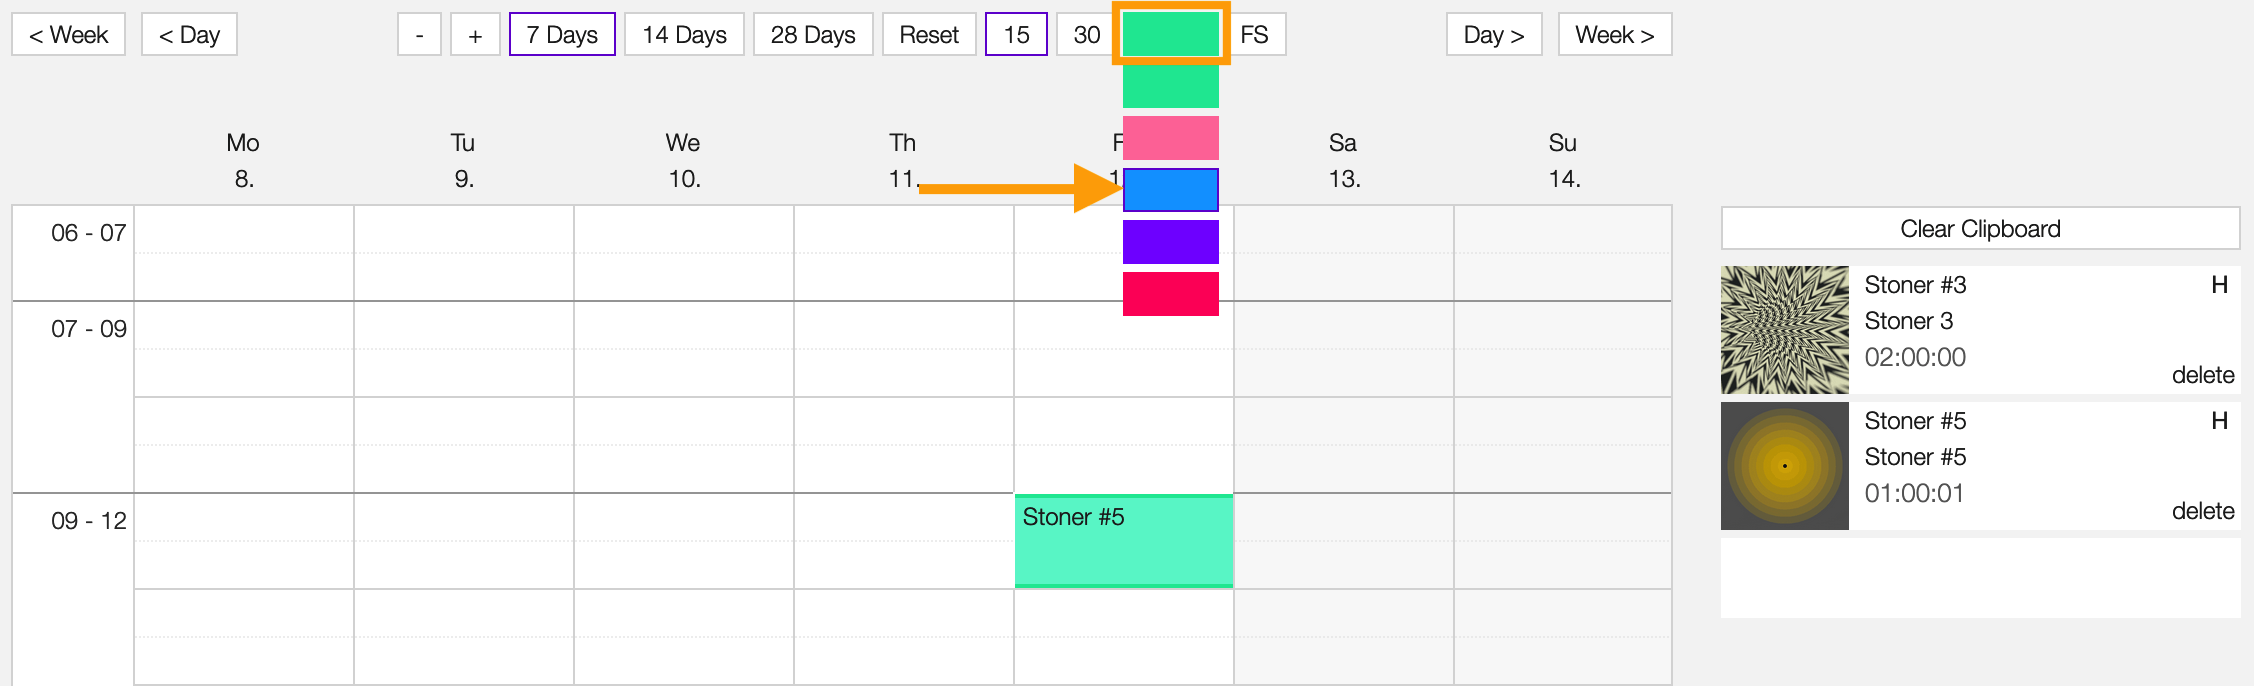 < Week < Day - + 7 Days 14 Days 28 Days Reset 15 30 FS Day > Week >
Mo Tu We Th F Sa Su
8. 9. 10. 11. 1 13. 14.
06 - 07
07 - 09
09 - 12
Stoner #5
Clear Clipboard
Stoner #3 H
Stoner 3
02:00:00
delete
Stoner #5 H
Stoner #5
01:00:01
delete